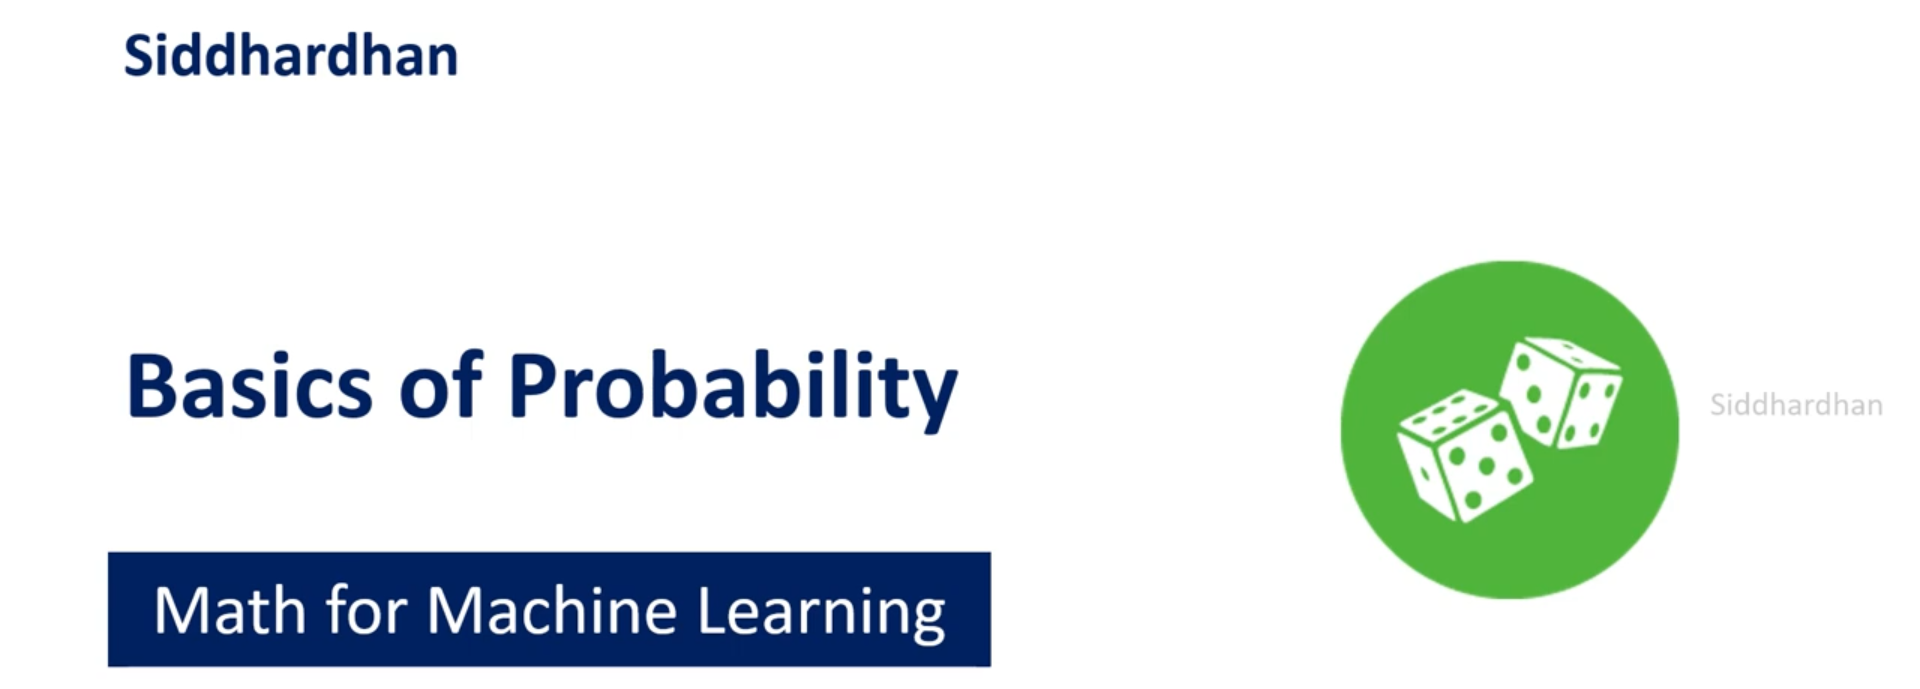 Siddhardhan
Basics of Probability
Siddhardhan
Math for Machine Learning